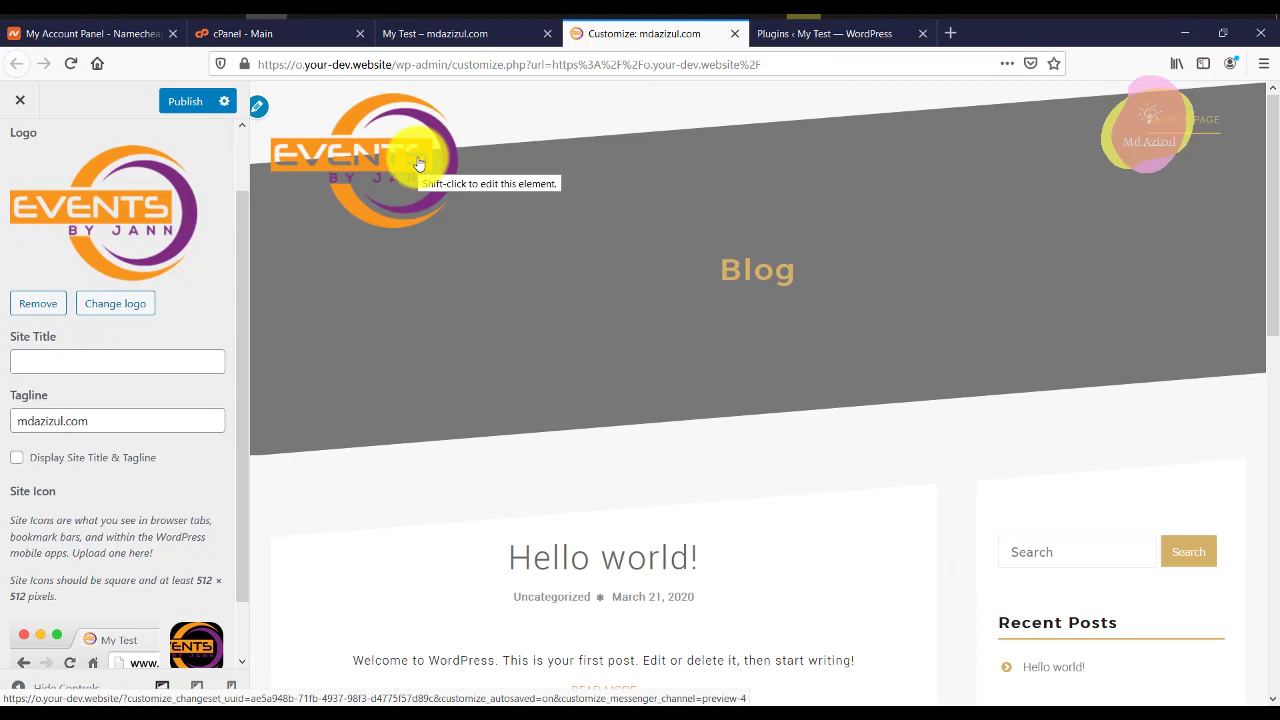 My Account Panel - Namecheap
cPanel - Main
My Test – mdazizul.com
Customize: mdazizul.com
Plugins ‹ My Test — WordPress
https://o.your-dev.website/wp-admin/customize.php?url=https%3A%2F%2Fo.your-dev.website%2F
Publish
Logo
EVENTS
BY JANN
Remove
Change logo
Site Title
Tagline
mdazizul.com
Display Site Title & Tagline
Site Icon
Site Icons are what you see in browser tabs,
bookmark bars, and within the WordPress
mobile apps. Upload one here!
Site Icons should be square and at least 512 ×
512 pixels.
My Test
www.
EVENTS
Hide Controls
EVENTS
BY JANN
Shift-click to edit this element.
SAMPLE PAGE
Md Azizul
Blog
Hello world!
Uncategorized ✱ March 21, 2020
Welcome to WordPress. This is your first post. Edit or delete it, then start writing!
READ MORE
Search
Search
Recent Posts
Hello world!
https://o.your-dev.website/?customize_changeset_uuid=ae5a948b-71fb-4937-98f3-d4775f57d89c&customize_autosaved=on&customize_messenger_channel=preview-4